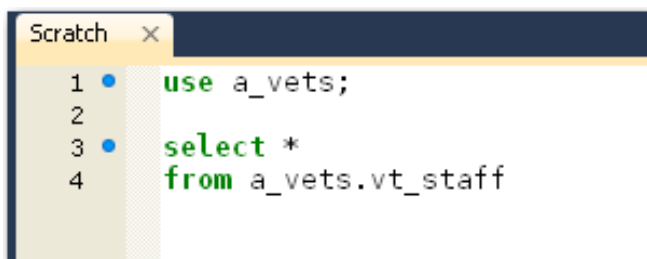 Scratch ×
1 use a_vets;
2
3 select *
4 from a_vets.vt_staff